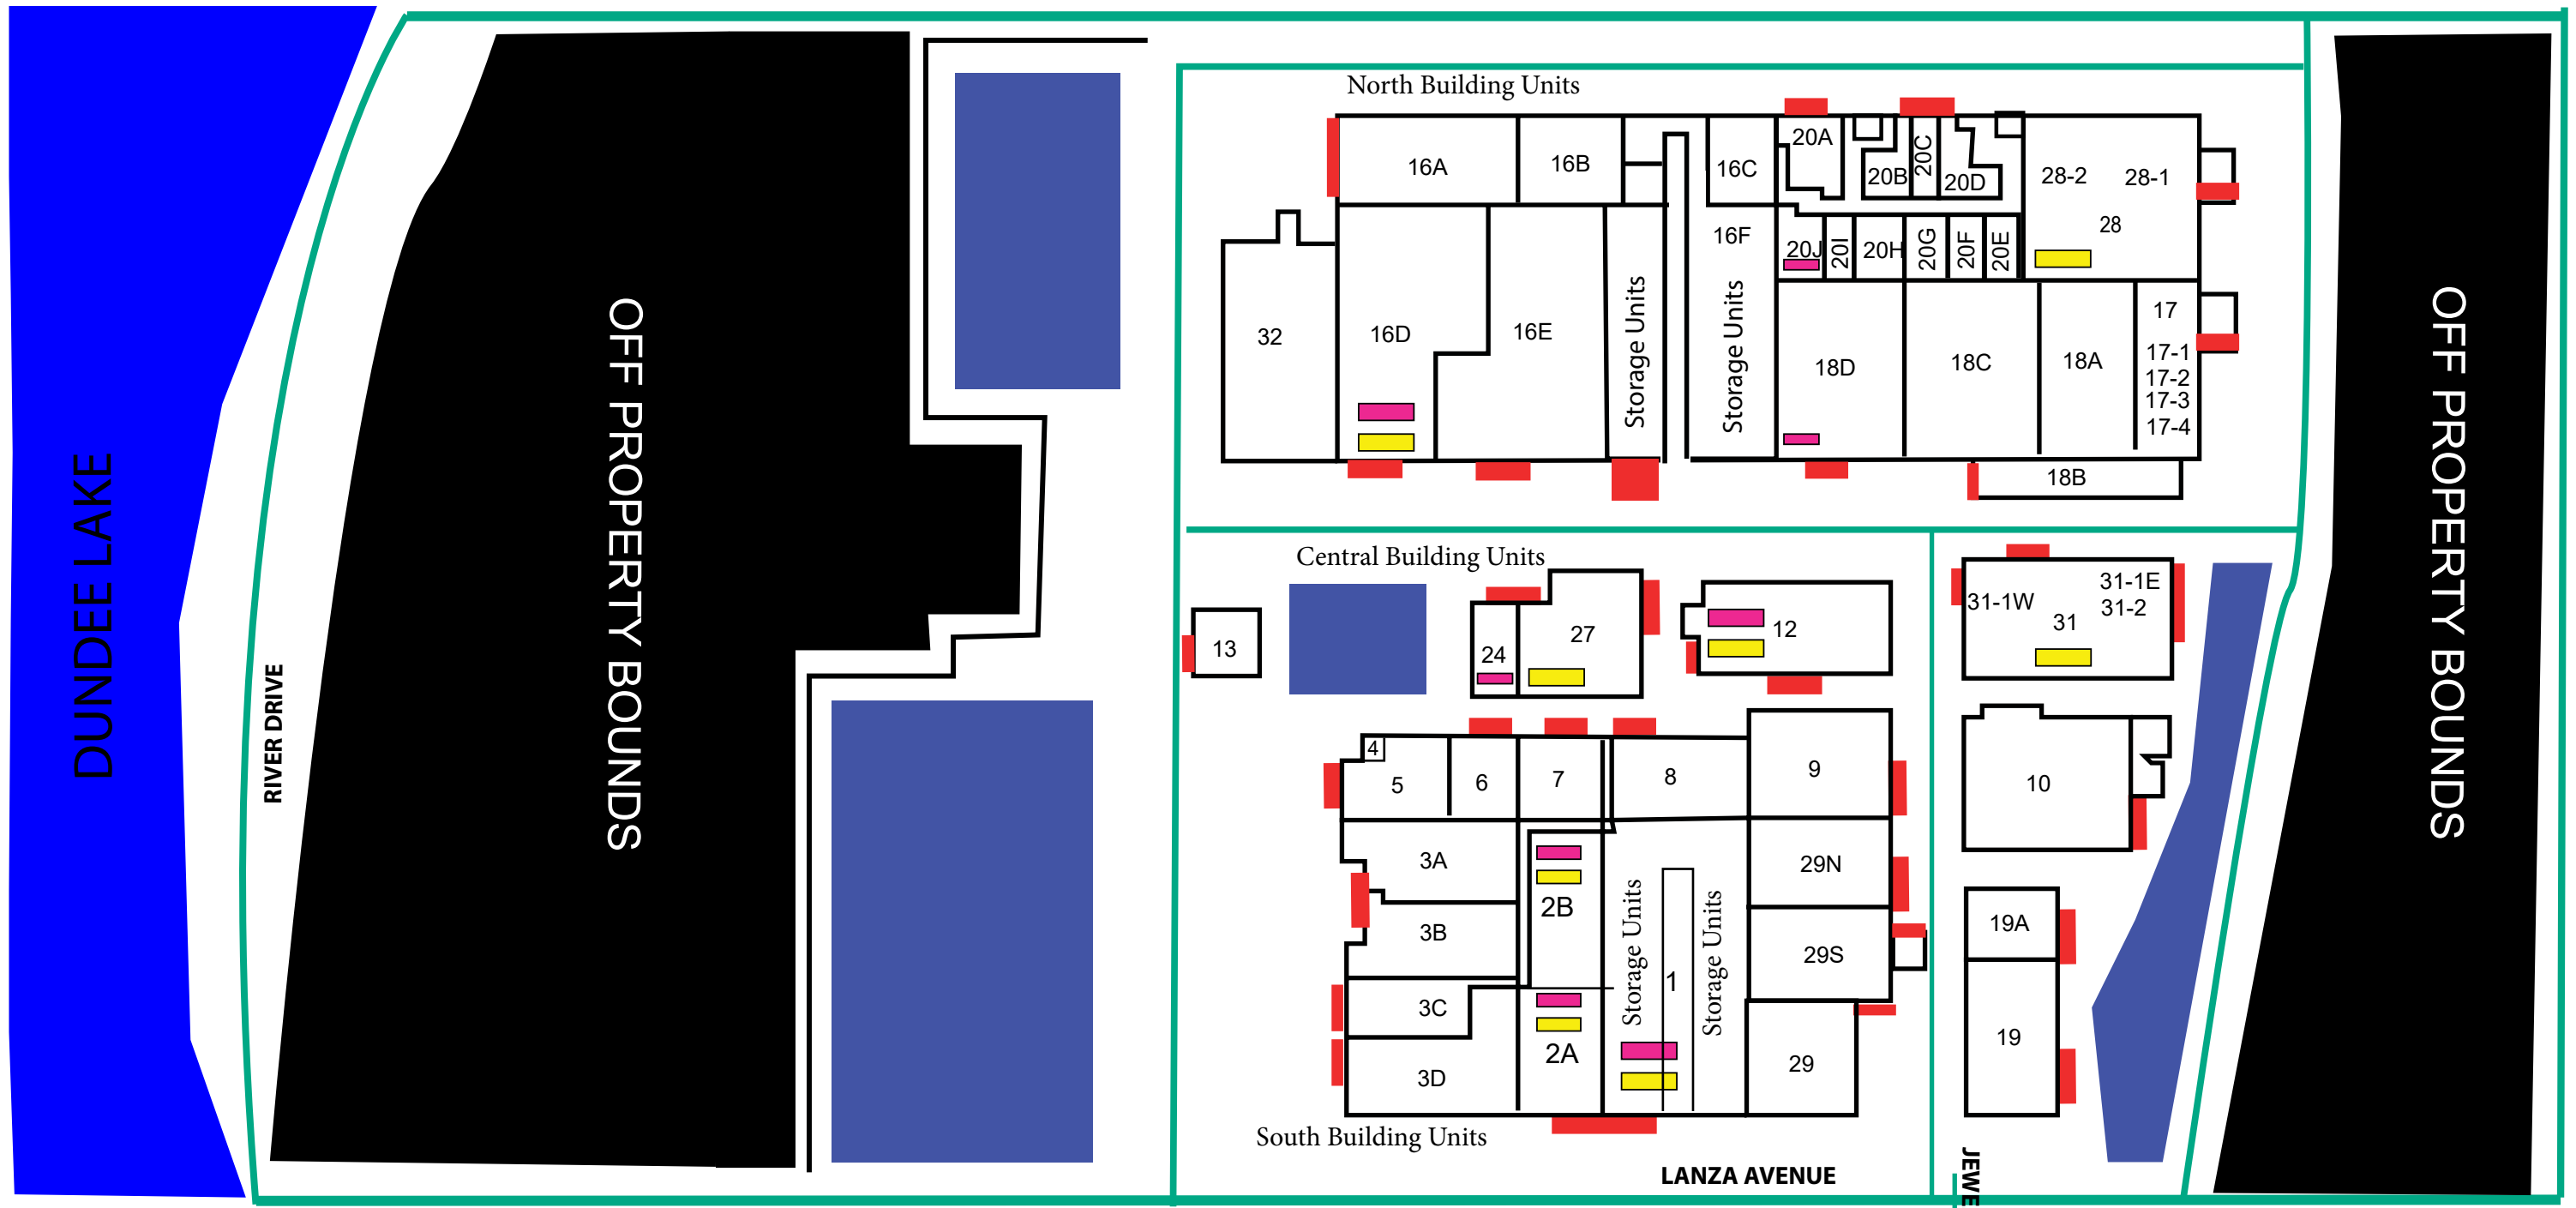 DUNDEE LAKE
RIVER DRIVE
OFF PROPERTY BOUNDS
North Building Units
16A
16B
16C
20A
20B
20C
20D
28-2
28-1
28
32
16D
16E
Storage Units
16F
Storage Units
20J
20I
20H
20G
20F
20E
18D
18C
18A
17
17-1
17-2
17-3
17-4
18B
Central Building Units
13
24
27
12
31-1W
31-1E
31-2
31
4
5
6
7
8
9
10
3A
3B
3C
3D
2B
2A
Storage Units
1
Storage Units
29N
29S
29
19A
19
South Building Units
LANZA AVENUE
JEWE
OFF PROPERTY BOUNDS